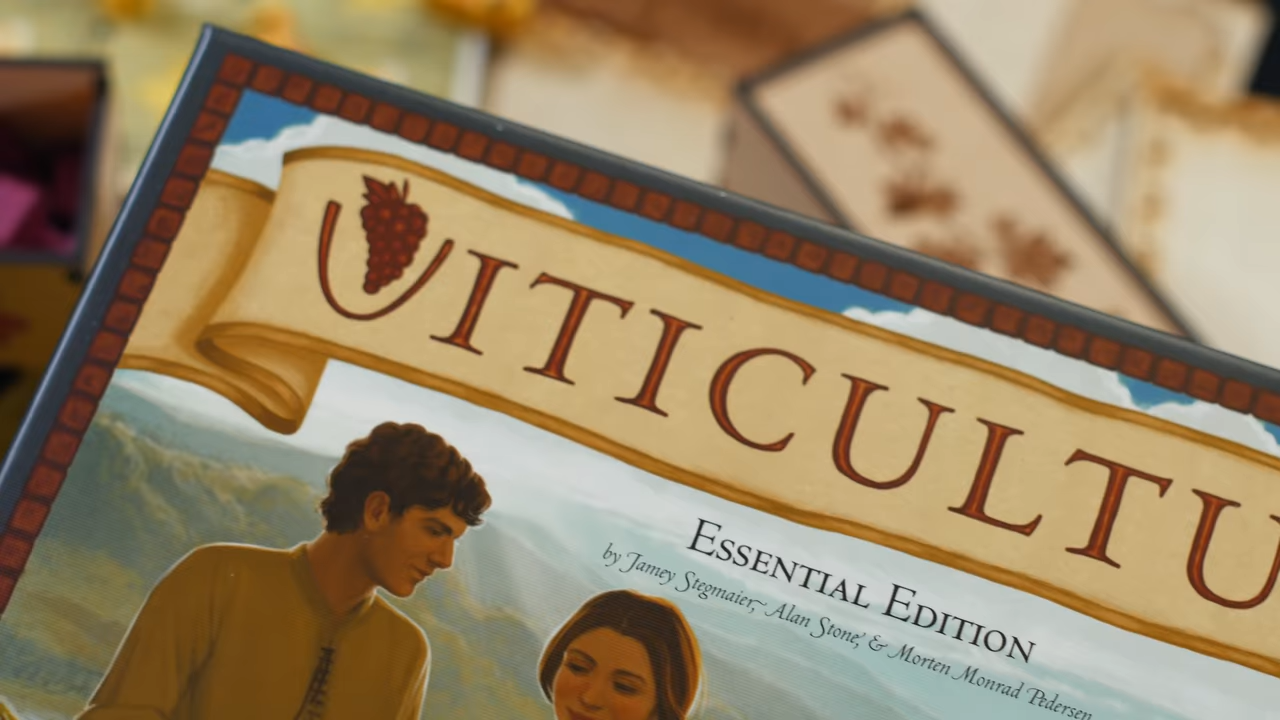 VITICULTU
ESSENTIAL EDITION
by Jamey Stegmaier, Alan Stone, & Morten Monrad Pedersen